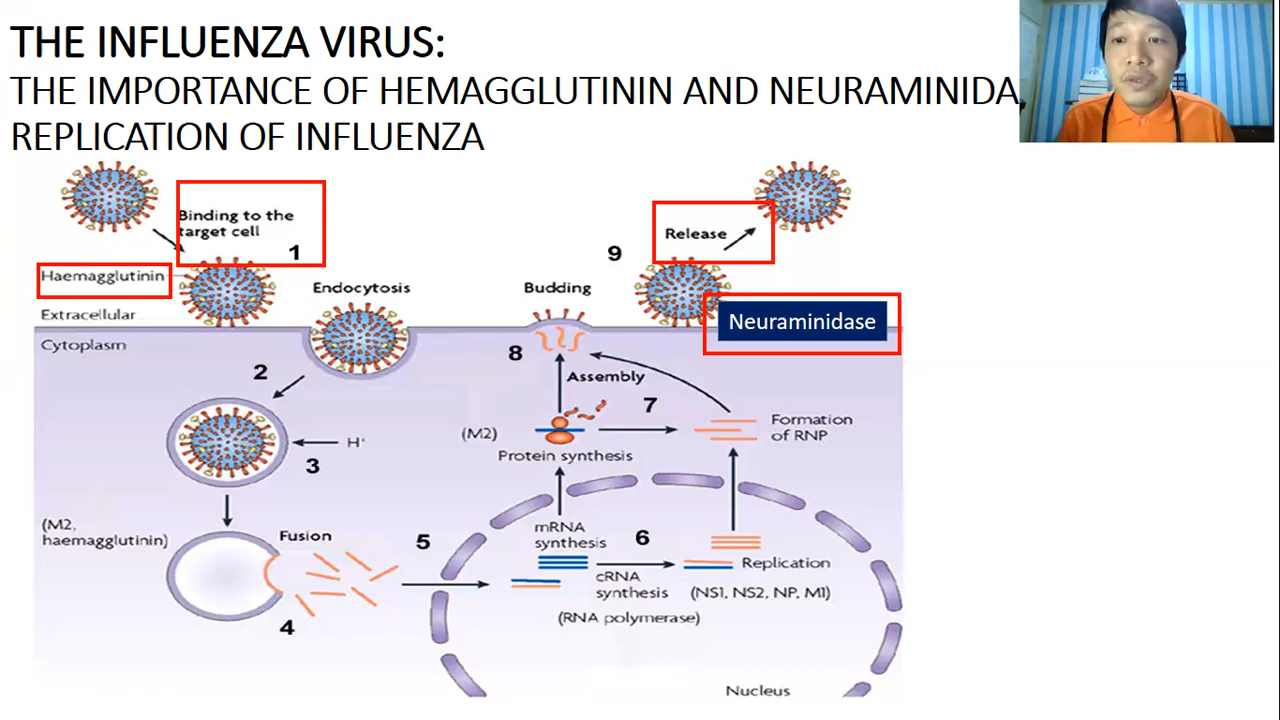 THE INFLUENZA VIRUS:
THE IMPORTANCE OF HEMAGGLUTININ AND NEURAMINIDA
REPLICATION OF INFLUENZA
Binding to the
target cell
1
Haemagglutinin
Extracellular
Cytoplasm
Endocytosis
2
H+
3
(M2,
haemagglutinin)
Fusion
4
5
Budding
8
Assembly
7
(M2)
Protein synthesis
Formation
of RNP
9
Release
Neuraminidase
mRNA
synthesis
6
cRNA
synthesis
(RNA polymerase)
Replication
(NS1, NS2, NP, M1)
Nucleus